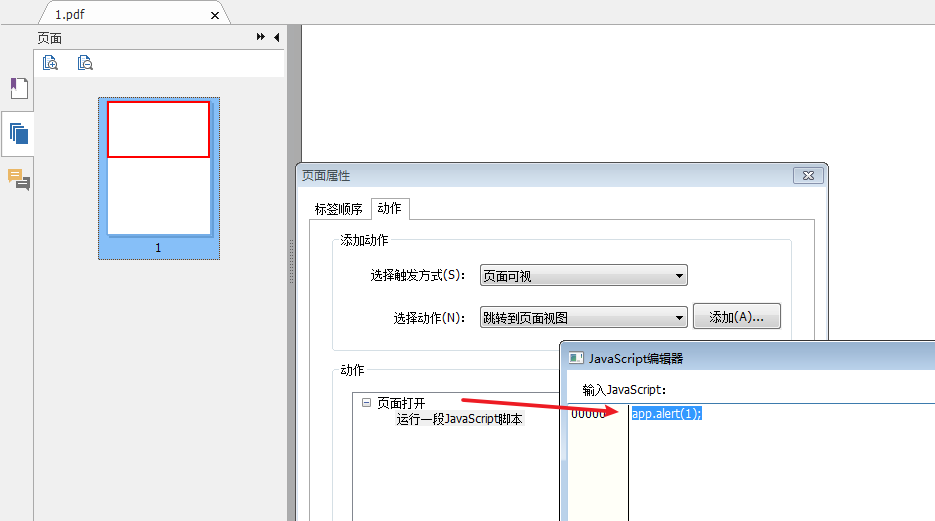 1.pdf
页面
1
页面属性
标签顺序 动作
添加动作
选择触发方式(S): 页面可视
选择动作(N): 跳转到页面视图 添加(A)...
动作
页面打开
运行一段JavaScript脚本
JavaScript编辑器
输入JavaScript:
00000 app.alert(1);